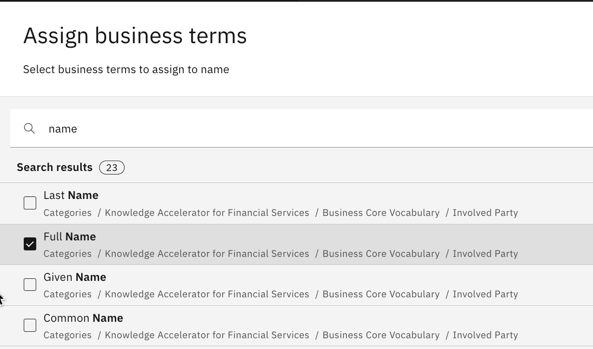 Assign business terms
Select business terms to assign to name
name
Search results 23
Last Name
Categories / Knowledge Accelerator for Financial Services / Business Core Vocabulary / Involved Party
Full Name
Categories / Knowledge Accelerator for Financial Services / Business Core Vocabulary / Involved Party
Given Name
Categories / Knowledge Accelerator for Financial Services / Business Core Vocabulary / Involved Party
Common Name
Categories / Knowledge Accelerator for Financial Services / Business Core Vocabulary / Involved Party